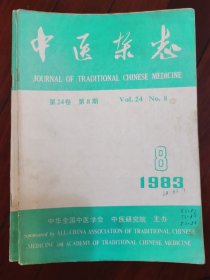 中医杂志
JOURNAL OF TRADITIONAL CHINESE MEDICINE
第24卷 第8期 Vol.24 No.8
8
1983
中华全国中医学会 中医研究院 主办
Sponsored by ALL-CHINA ASSOCIATION OF TRADITIONAL CHINESE
MEDICINE and ACADEMY OF TRADITIONAL CHINESE MEDICINE